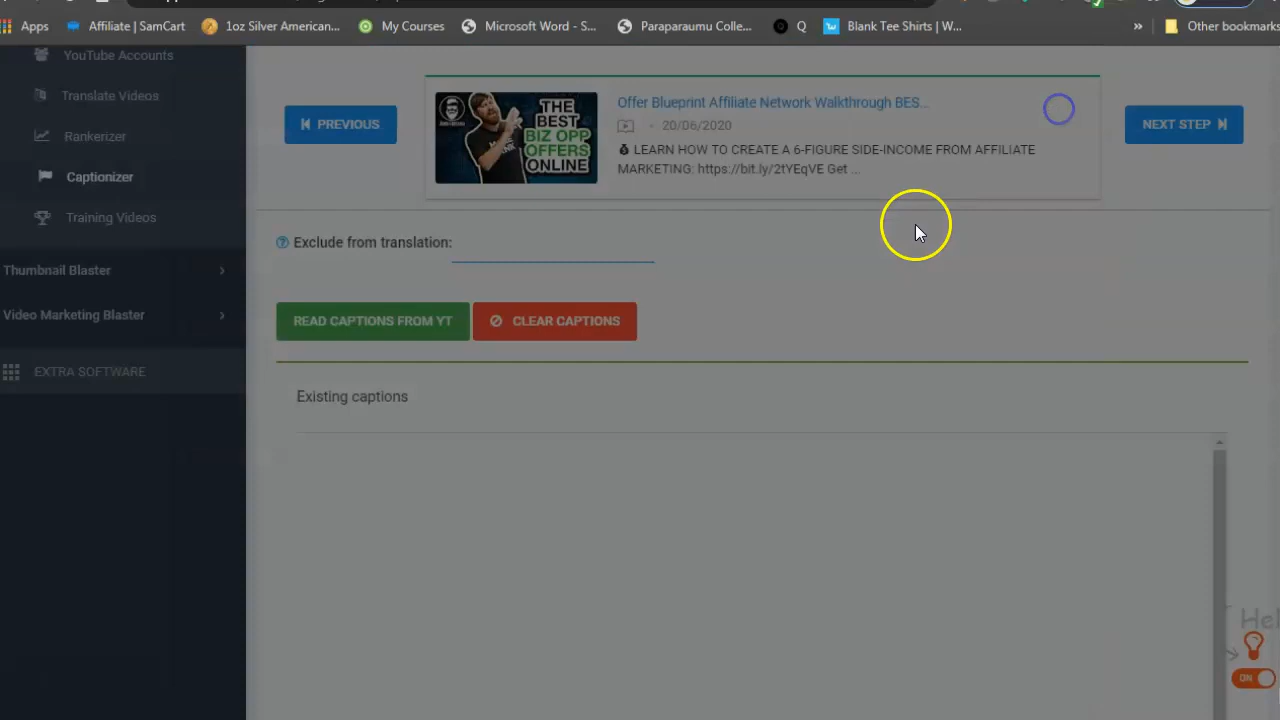 Apps
Affiliate | SamCart
1oz Silver American...
My Courses
Microsoft Word - S...
Paraparaumu Colle...
Q
Blank Tee Shirts | W...
»
Other bookmarks
YouTube Accounts
Translate Videos
Rankerizer
Captionizer
Training Videos
Thumbnail Blaster
Video Marketing Blaster
EXTRA SOFTWARE
PREVIOUS
THE
BEST
BIZ OPP
OFFERS
ONLINE
Offer Blueprint Affiliate Network Walkthrough BES...
- 20/06/2020
LEARN HOW TO CREATE A 6-FIGURE SIDE-INCOME FROM AFFILIATE
MARKETING: https://bit.ly/2tYEqVE Get ...
NEXT STEP
Exclude from translation:
READ CAPTIONS FROM YT
CLEAR CAPTIONS
Existing captions
Hel
ON